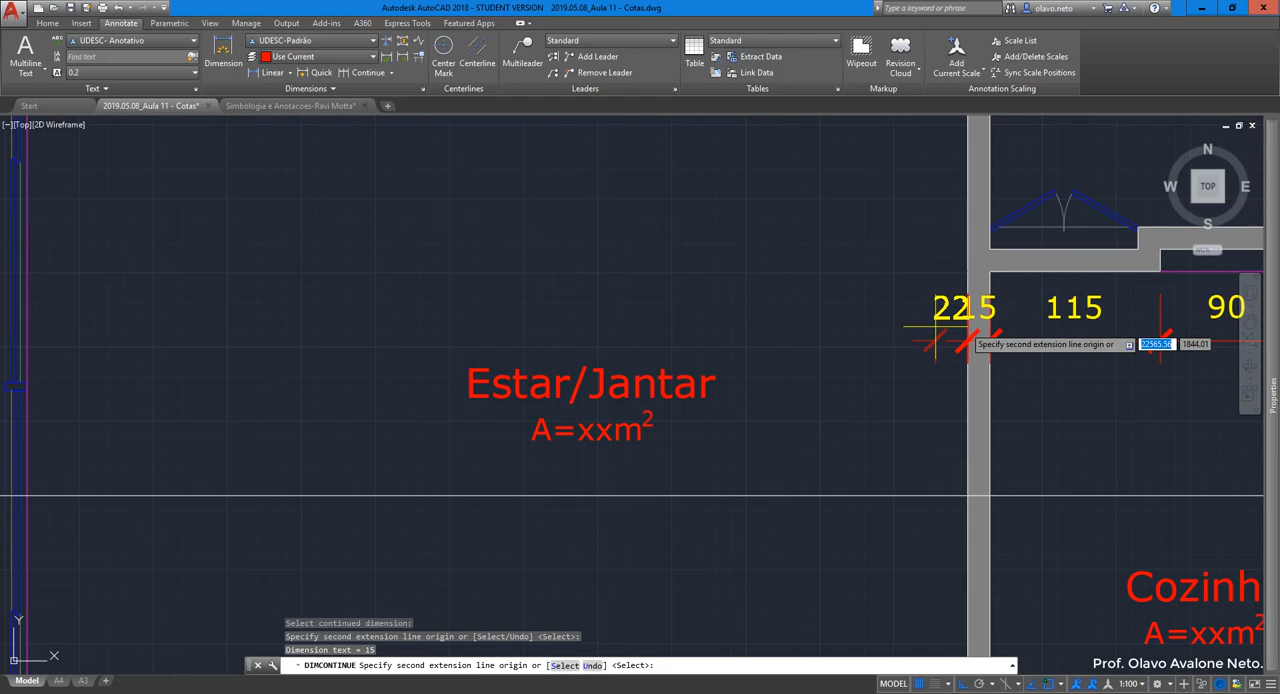 Autodesk AutoCAD 2018 - STUDENT VERSION 2019.05.08_Aula 11 - Cotas.dwg
Type a keyword or phrase
olavo.neto
Home Insert Annotate Parametric View Manage Output Add-ins A360 Express Tools Featured Apps
UDESC- Anotativo
Find text
0.2
Multiline
Text
Text
Dimension
UDESC-Padrão
Use Current
Linear Quick Continue
Dimensions
Center
Mark
Centerline
Centerlines
Multileader
Standard
Add Leader
Remove Leader
Leaders
Table
Standard
Extract Data
Link Data
Tables
Wipeout
Revision
Cloud
Markup
Add
Current Scale
Scale List
Add/Delete Scales
Sync Scale Positions
Annotation Scaling
Start 2019.05.08_Aula 11 - Cotas* Simbologia e Anotacoes-Ravi Motta*
[−][Top][2D Wireframe]
N
W TOP E
S
WCS
2215 115 90
Specify second extension line origin or 22565.56 1844.01
Estar/Jantar
A=xxm²
Cozinh
A=xxm²
Properties
Y
X
Select continued dimension:
Specify second extension line origin or [Select/Undo] <Select>:
Dimension text = 15
DIMCONTINUE Specify second extension line origin or [Select Undo] <Select>:
Prof. Olavo Avalone Neto.
Model A4 A3
MODEL 1:100